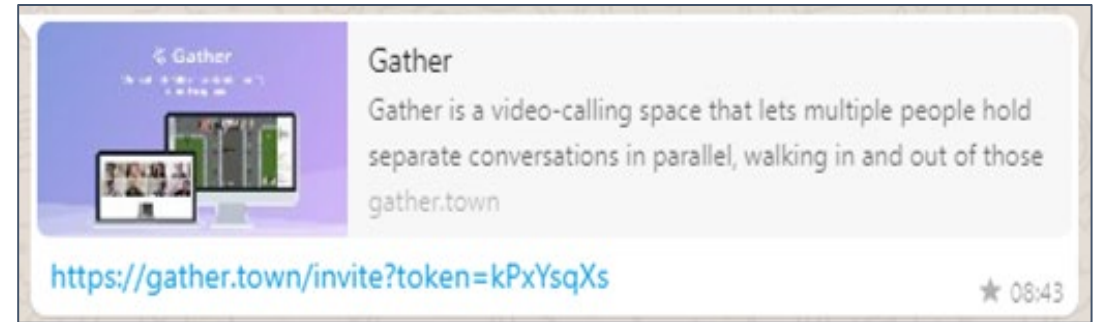 Gather
Gather
Gather is a video-calling space that lets multiple people hold
separate conversations in parallel, walking in and out of those
gather.town
https://gather.town/invite?token=kPxYsqXs
08:43